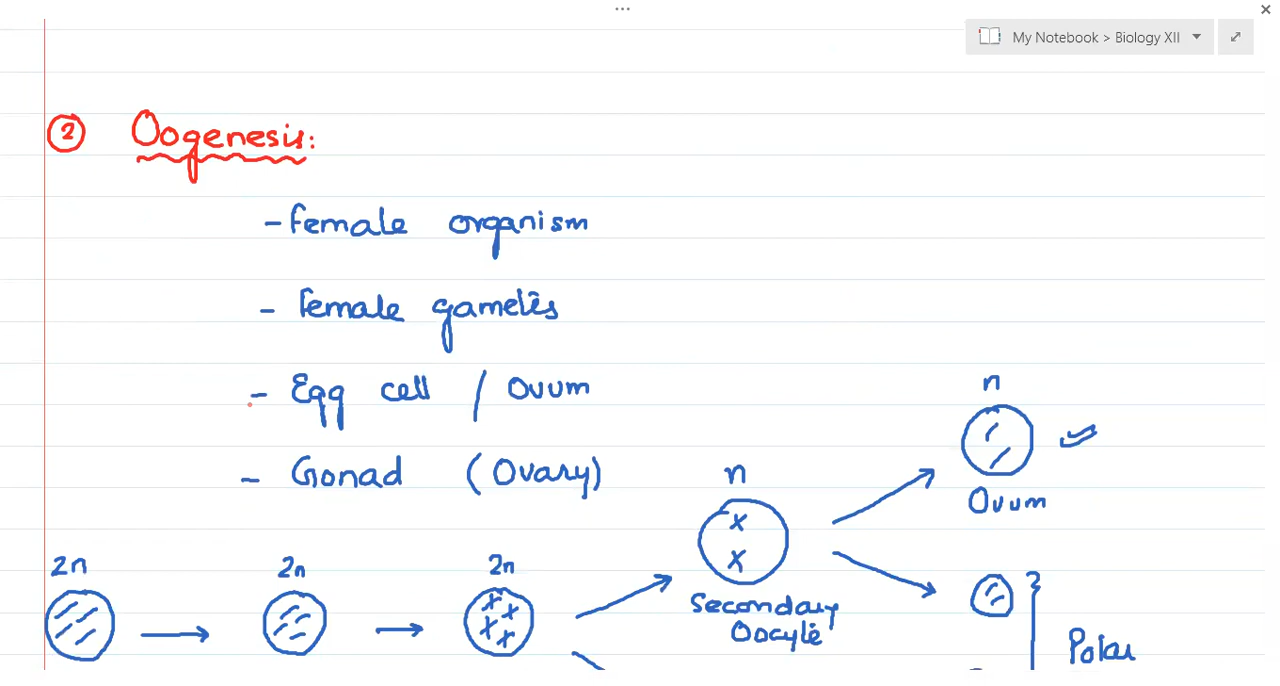 ...
My Notebook > Biology XII
② Oogenesis:
- female organism
- female gametes
- Egg cell / Ovum
- Gonad (Ovary)
n
Ovum
n
Secondary
Oocyte
2n
2n
2n
Polar